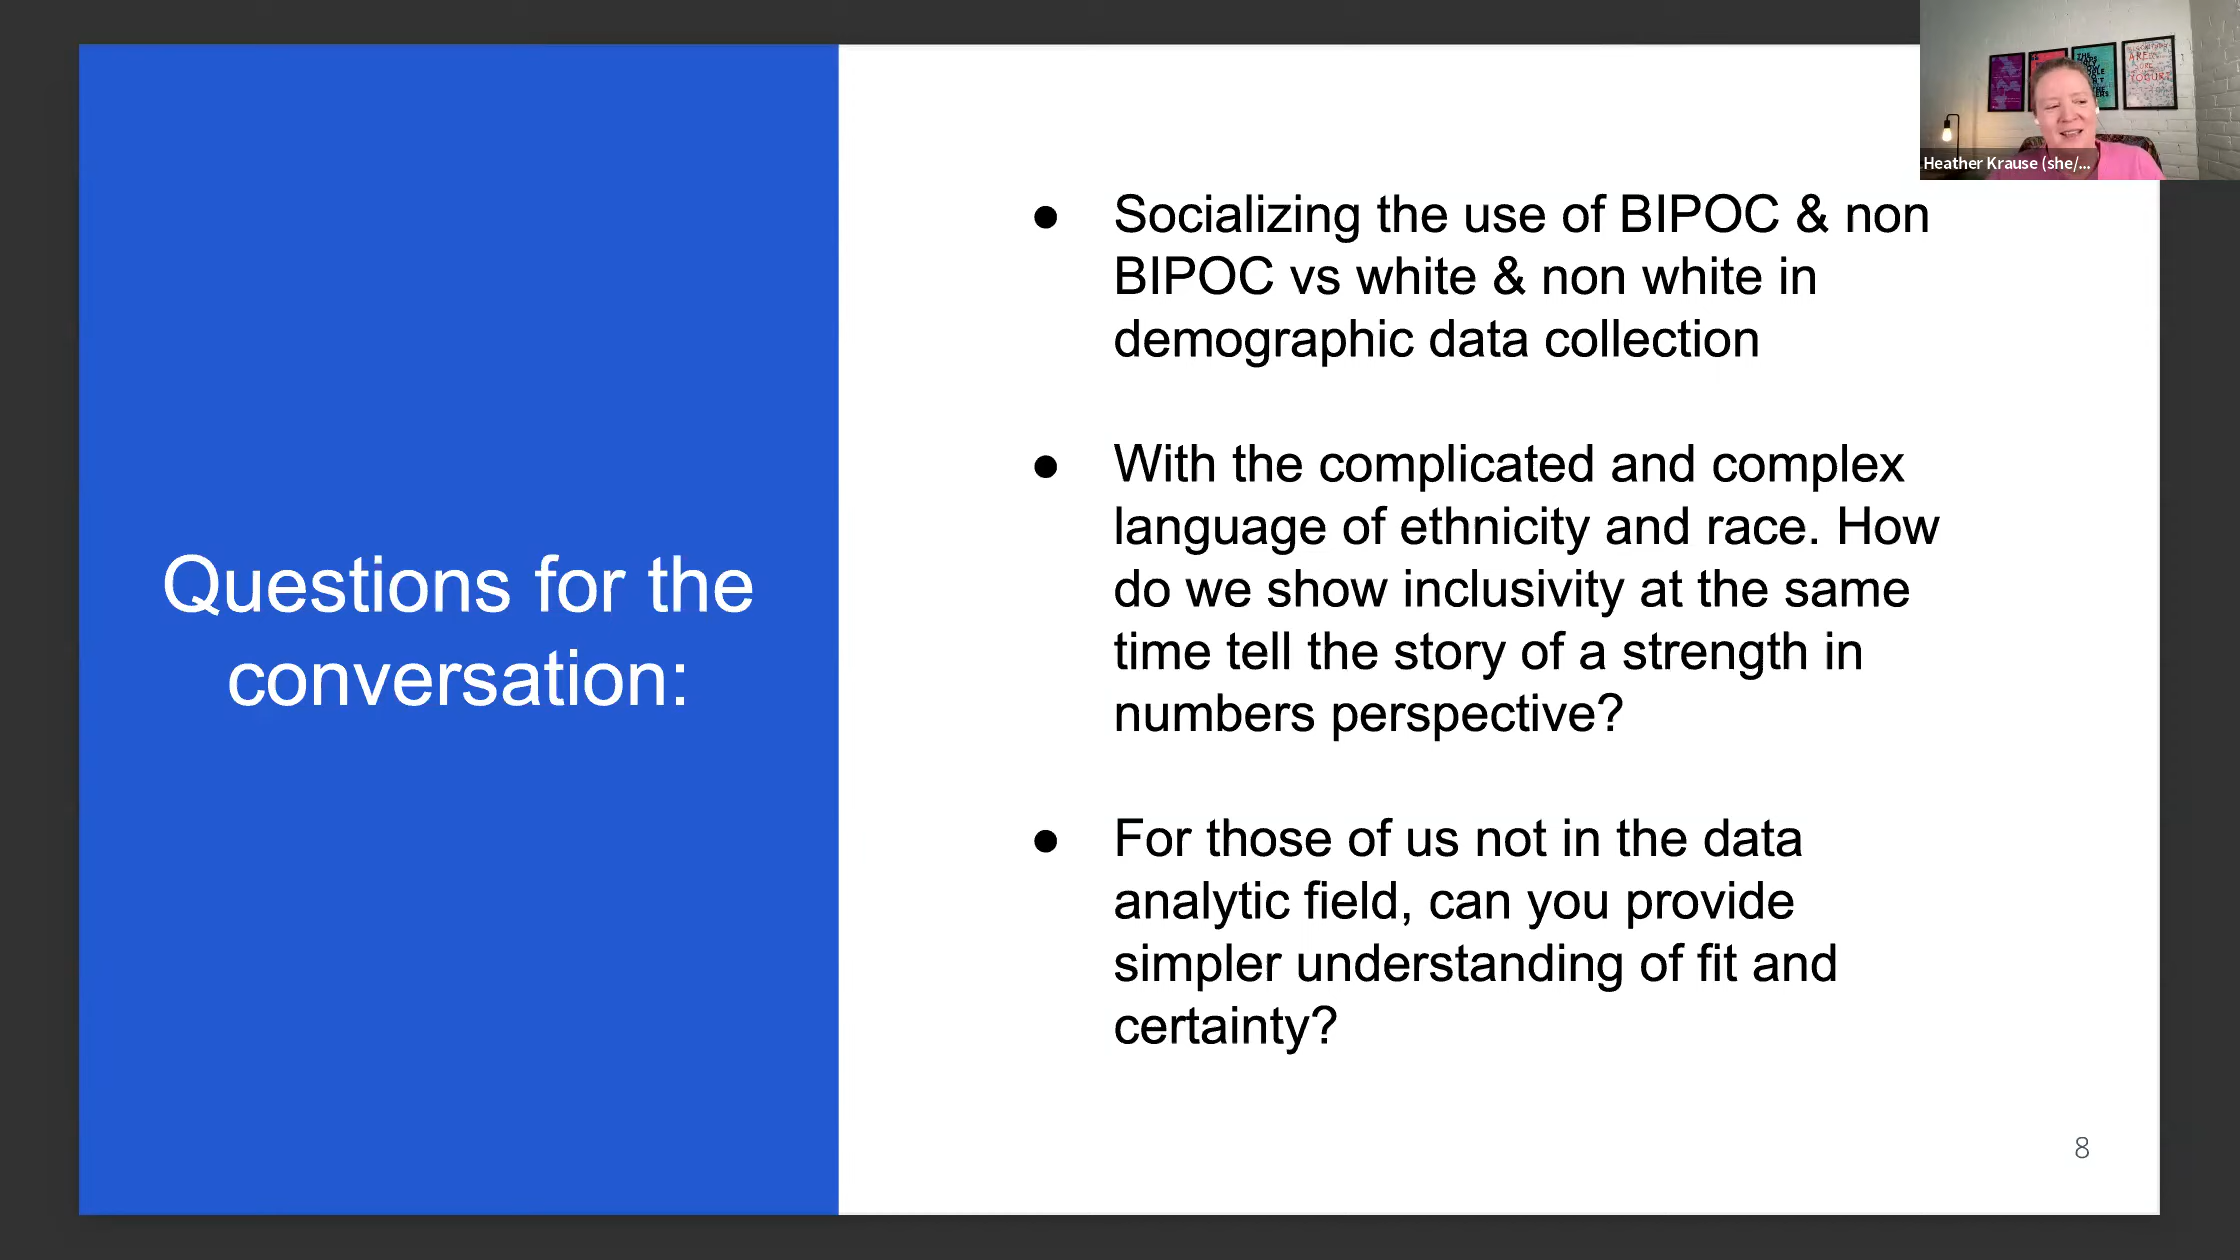 Questions for the
conversation:
● Socializing the use of BIPOC & non
BIPOC vs white & non white in
demographic data collection
● With the complicated and complex
language of ethnicity and race. How
do we show inclusivity at the same
time tell the story of a strength in
numbers perspective?
● For those of us not in the data
analytic field, can you provide
simpler understanding of fit and
certainty?
8
Heather Krause (she/...